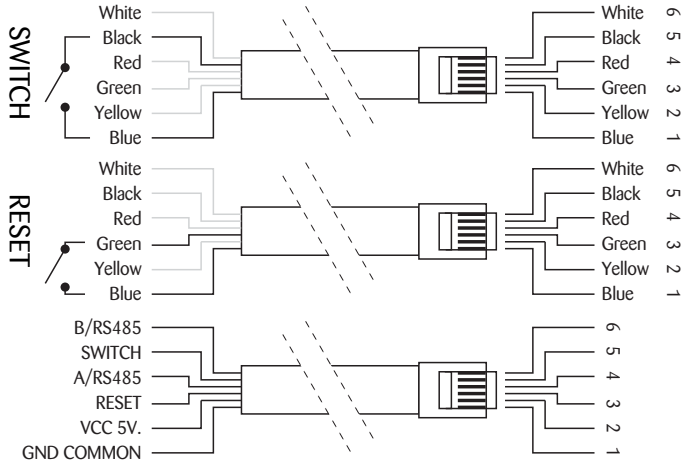 SWITCH
White White 6
Black Black 5
Red Red 4
Green Green 3
Yellow Yellow 2
Blue Blue 1
RESET
White White 6
Black Black 5
Red Red 4
Green Green 3
Yellow Yellow 2
Blue Blue 1
B/RS485 6
SWITCH 5
A/RS485 4
RESET 3
VCC 5V. 2
GND COMMON 1